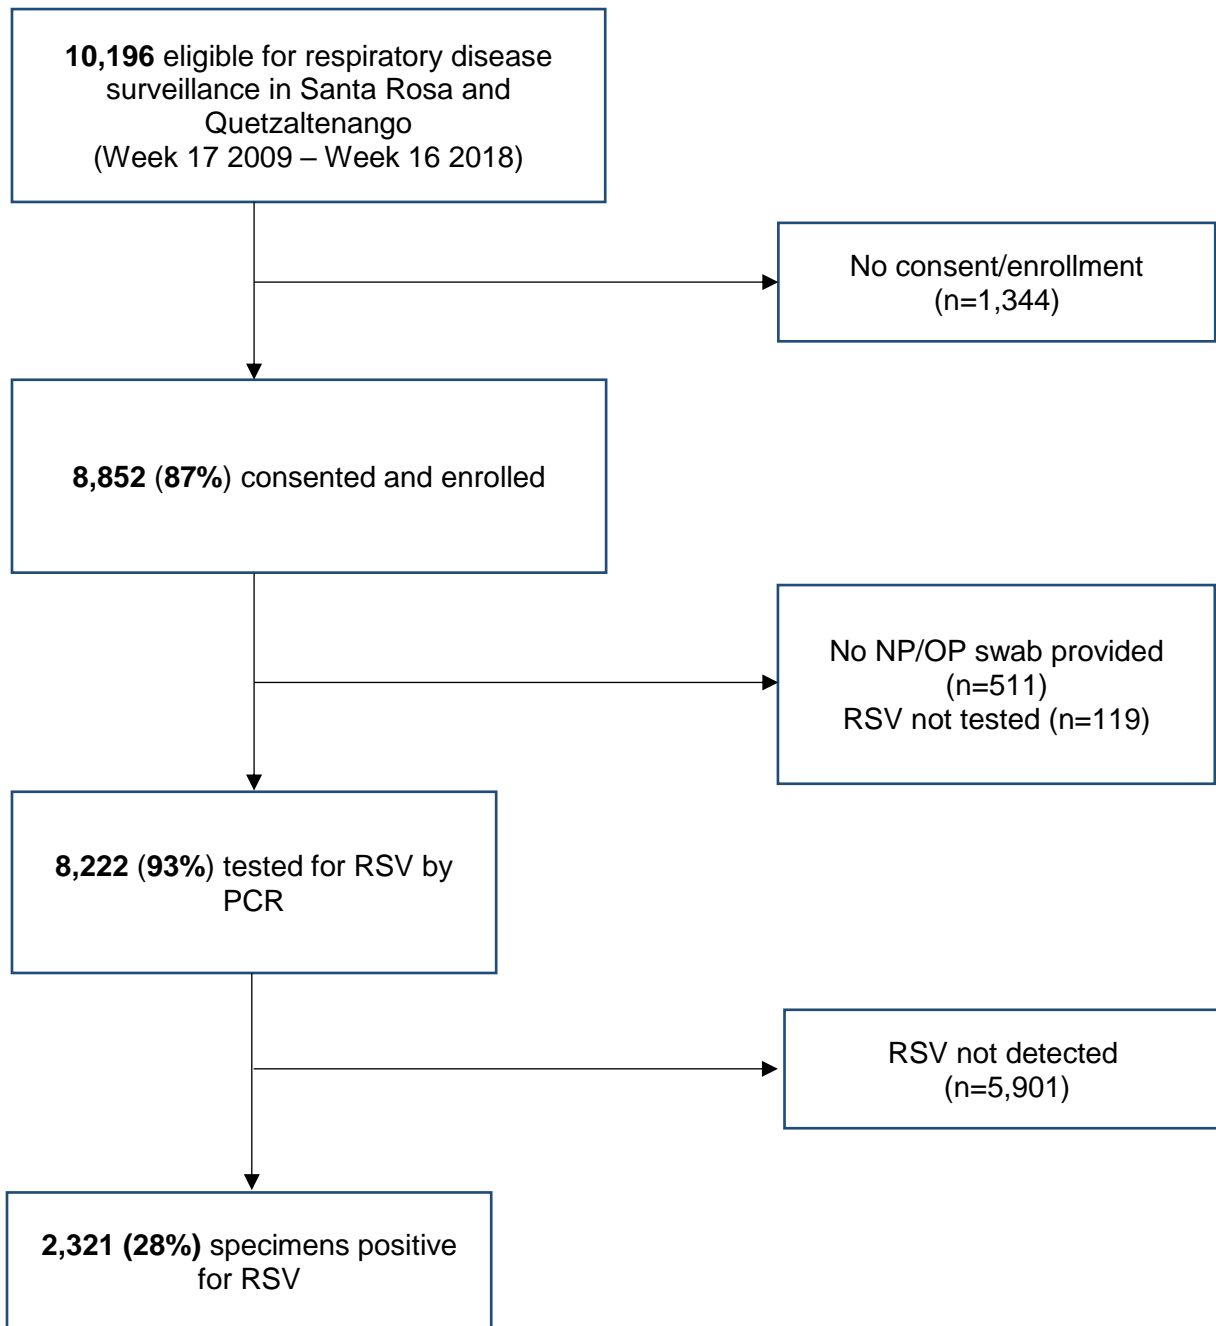 10,196 eligible for respiratory disease
surveillance in Santa Rosa and
Quetzaltenango
(Week 17 2009 – Week 16 2018)
No consent/enrollment
(n=1,344)
8,852 (87%) consented and enrolled
No NP/OP swab provided
(n=511)
RSV not tested (n=119)
8,222 (93%) tested for RSV by
PCR
RSV not detected
(n=5,901)
2,321 (28%) specimens positive
for RSV